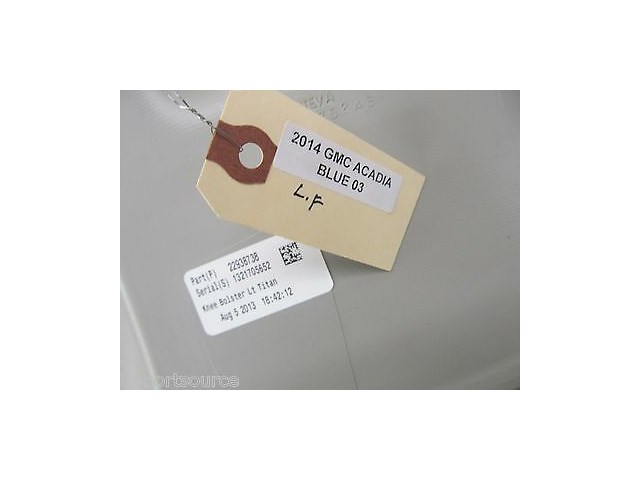 2014 GMC ACADIA
BLUE 03
L.F
Part(P) 22938738
Serial(S) 1321705652
Knee Bolster Lt Titan
Aug 5 2013 18:42:12
ortsource